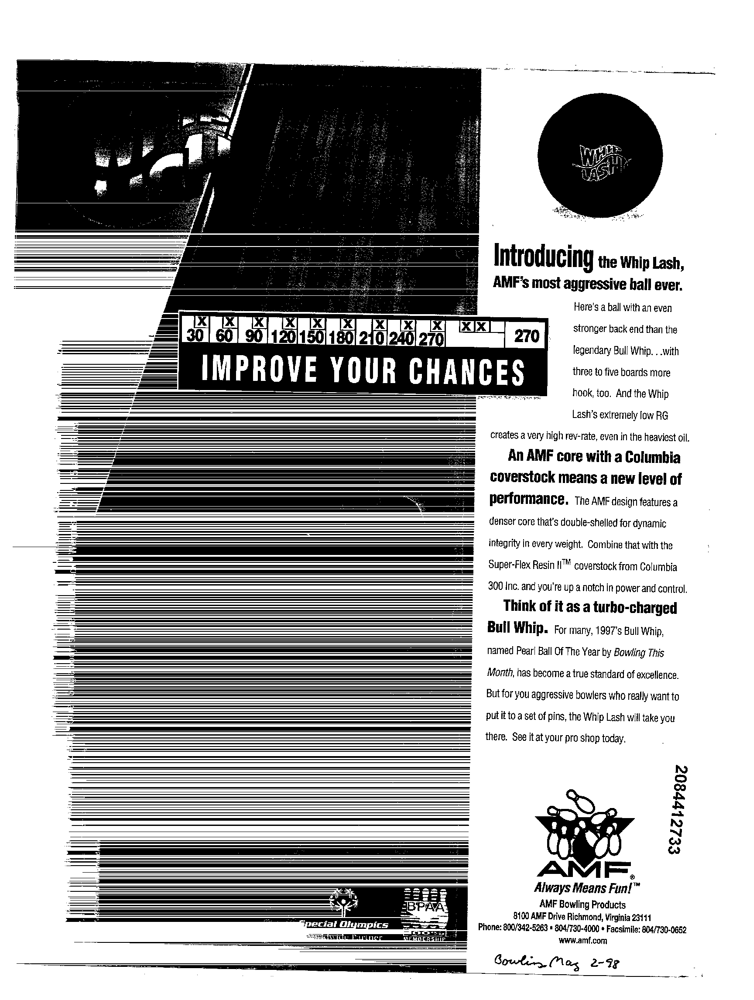 WHIP
LASH
Introducing the Whip Lash,
AMF's most aggressive ball ever.
Here's a ball with an even
stronger back end than the
legendary Bull Whip. . .with
three to five boards more
hook, too. And the Whip
Lash's extremely low RG
creates a very high rev-rate, even in the heaviest oil.
An AMF core with a Columbia
coverstock means a new level of
performance. The AMF design features a
denser core that's double-shelled for dynamic
integrity in every weight. Combine that with the
Super-Flex Resin II™ coverstock from Columbia
300 Inc. and you're up a notch in power and control.
Think of it as a turbo-charged
Bull Whip. For many, 1997's Bull Whip,
named Pearl Ball Of The Year by Bowling This
Month, has become a true standard of excellence.
But for you aggressive bowlers who really want to
put it to a set of pins, the Whip Lash will take you
there. See it at your pro shop today.
X X X X X X X X X X X
30 60 90 120 150 180 210 240 270 270
IMPROVE YOUR CHANCES
Special Olympics
BPAA
AMF®
Always Means Fun!™
AMF Bowling Products
8100 AMF Drive Richmond, Virginia 23111
Phone: 800/342-5263 • 804/730-4000 • Facsimile: 804/730-0652
www.amf.com
Bowling Mag 2-98
2084412733